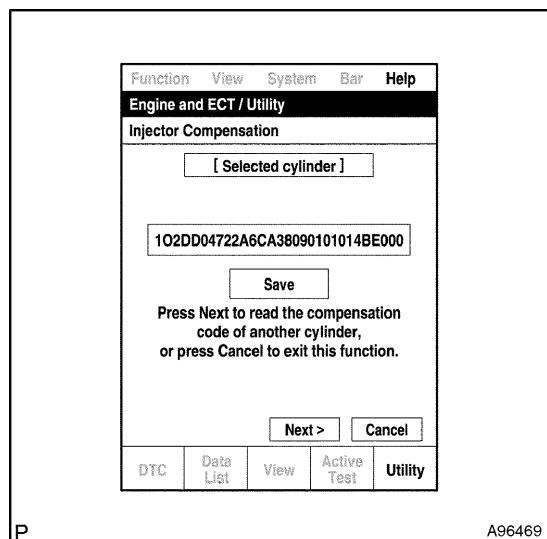 Function View System Bar Help
Engine and ECT / Utility
Injector Compensation
[ Selected cylinder ]
1O2DD04722A6CA38090101014BE000
Save
Press Next to read the compensation
code of another cylinder,
or press Cancel to exit this function.
Next > Cancel
DTC Data List View Active Test Utility
P A96469